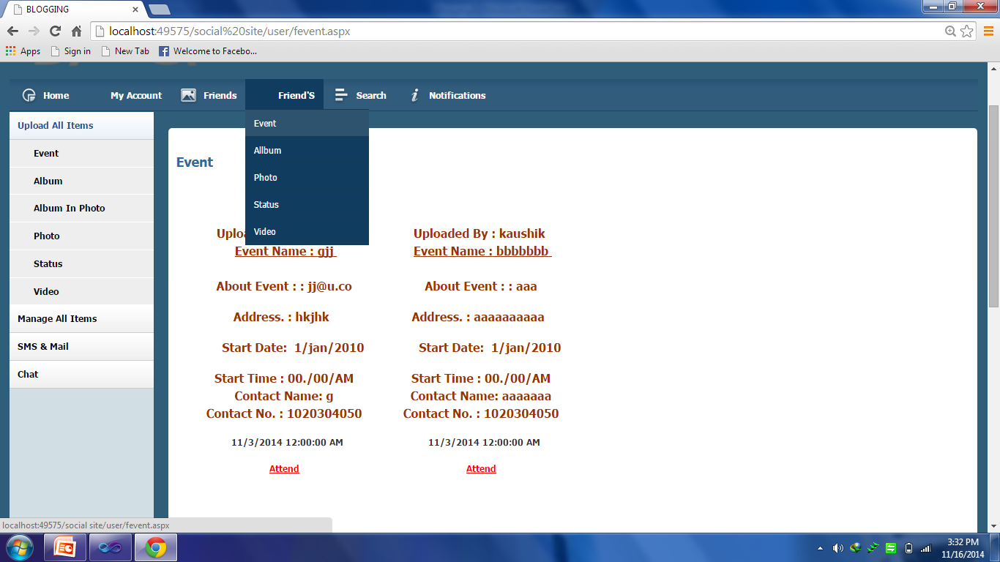 BLOGGING
localhost:49575/social%20site/user/fevent.aspx
Apps Sign in New Tab Welcome to Facebo...
Home My Account Friends Friend'S Search Notifications
Upload All Items
Event
Album
Album In Photo
Photo
Status
Video
Manage All Items
SMS & Mail
Chat
Event
Allbum
Photo
Status
Video
Event
Event Name : gjj
About Event : : jj@u.co
Address. : hkjhk
Start Date: 1/jan/2010
Start Time : 00./00/AM
Contact Name: g
Contact No. : 1020304050
11/3/2014 12:00:00 AM
Attend
Uploaded By : kaushik
Event Name : bbbbbbb
About Event : : aaa
Address. : aaaaaaaaaa
Start Date: 1/jan/2010
Start Time : 00./00/AM
Contact Name: aaaaaaa
Contact No. : 1020304050
11/3/2014 12:00:00 AM
Attend
localhost:49575/social site/user/fevent.aspx
3:32 PM
11/16/2014